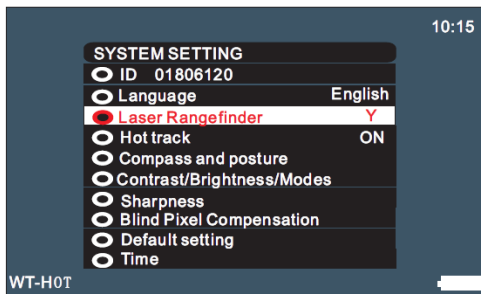 10:15
SYSTEM SETTING
ID 01806120
Language English
Laser Rangefinder Y
Hot track ON
Compass and posture
Contrast/Brightness/Modes
Sharpness
Blind Pixel Compensation
Default setting
Time
WT-HOT